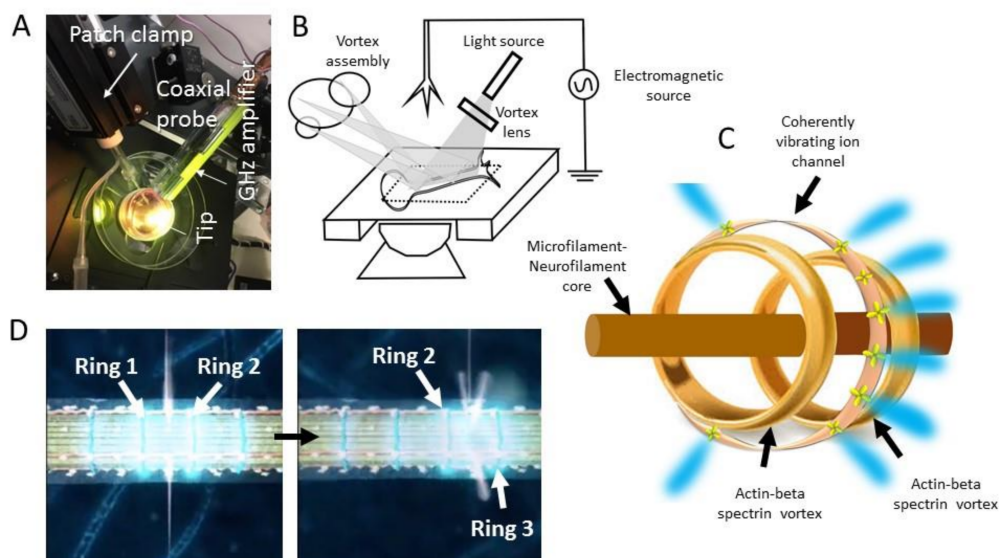 A
Patch clamp
Coaxial
probe
GHz amplifier
Tip
B
Vortex
assembly
Light source
Vortex
lens
Electromagnetic
source
C
Coherently
vibrating ion
channel
Microfilament-
Neurofilament
core
Actin-beta
spectrin vortex
Actin-beta
spectrin vortex
D
Ring 1
Ring 2
Ring 2
Ring 3